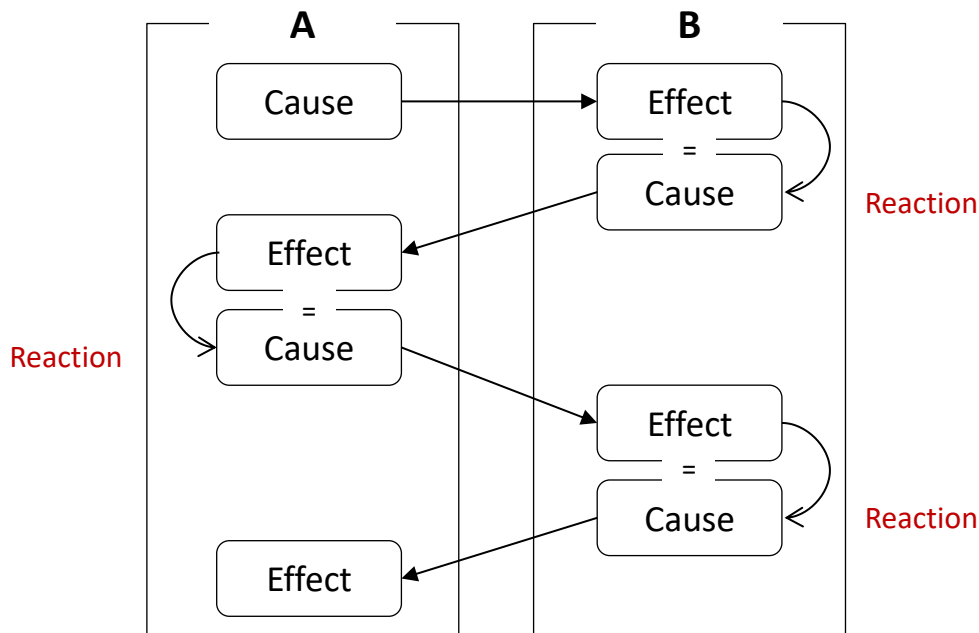 A
B
Cause
Effect
=
Cause
Reaction
Effect
=
Cause
Reaction
Effect
=
Cause
Reaction
Effect